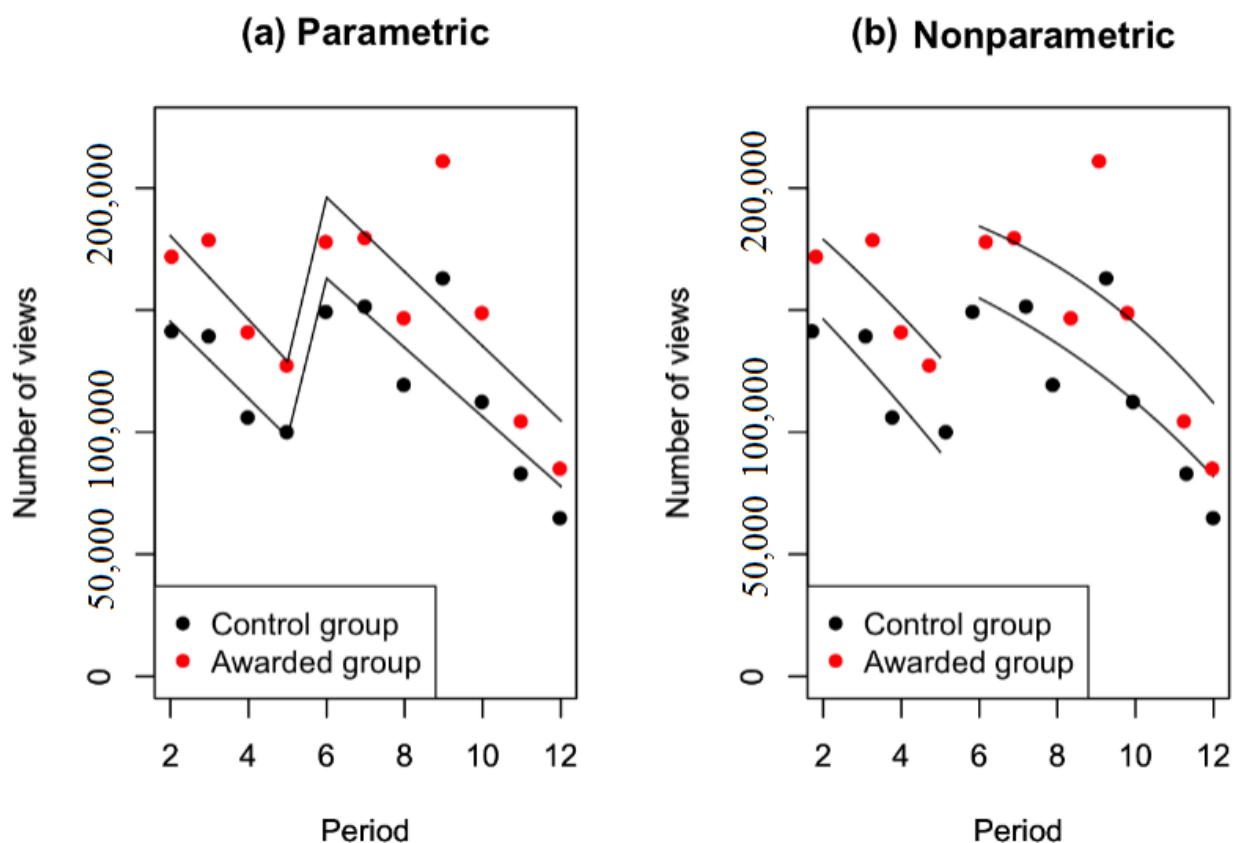 (a) Parametric
Number of views
200,000
100,000
50,000
0
2 4 6 8 10 12
Period
Control group
Awarded group
(b) Nonparametric
Number of views
200,000
100,000
50,000
0
2 4 6 8 10 12
Period
Control group
Awarded group